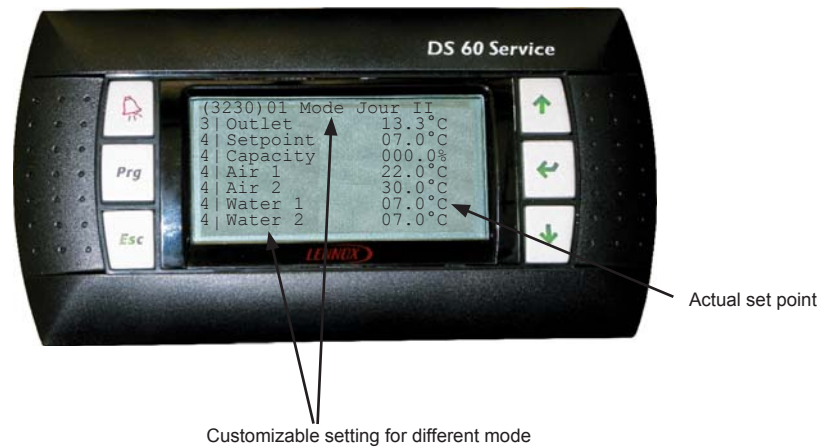 DS 60 Service
(3230)01 Mode Jour II
3|Outlet 13.3°C
4|Setpoint 07.0°C
4|Capacity 000.0%
4|Air 1 22.0°C
4|Air 2 30.0°C
4|Water 1 07.0°C
4|Water 2 07.0°C
Prg
Esc
LENNOX
Actual set point
Customizable setting for different mode